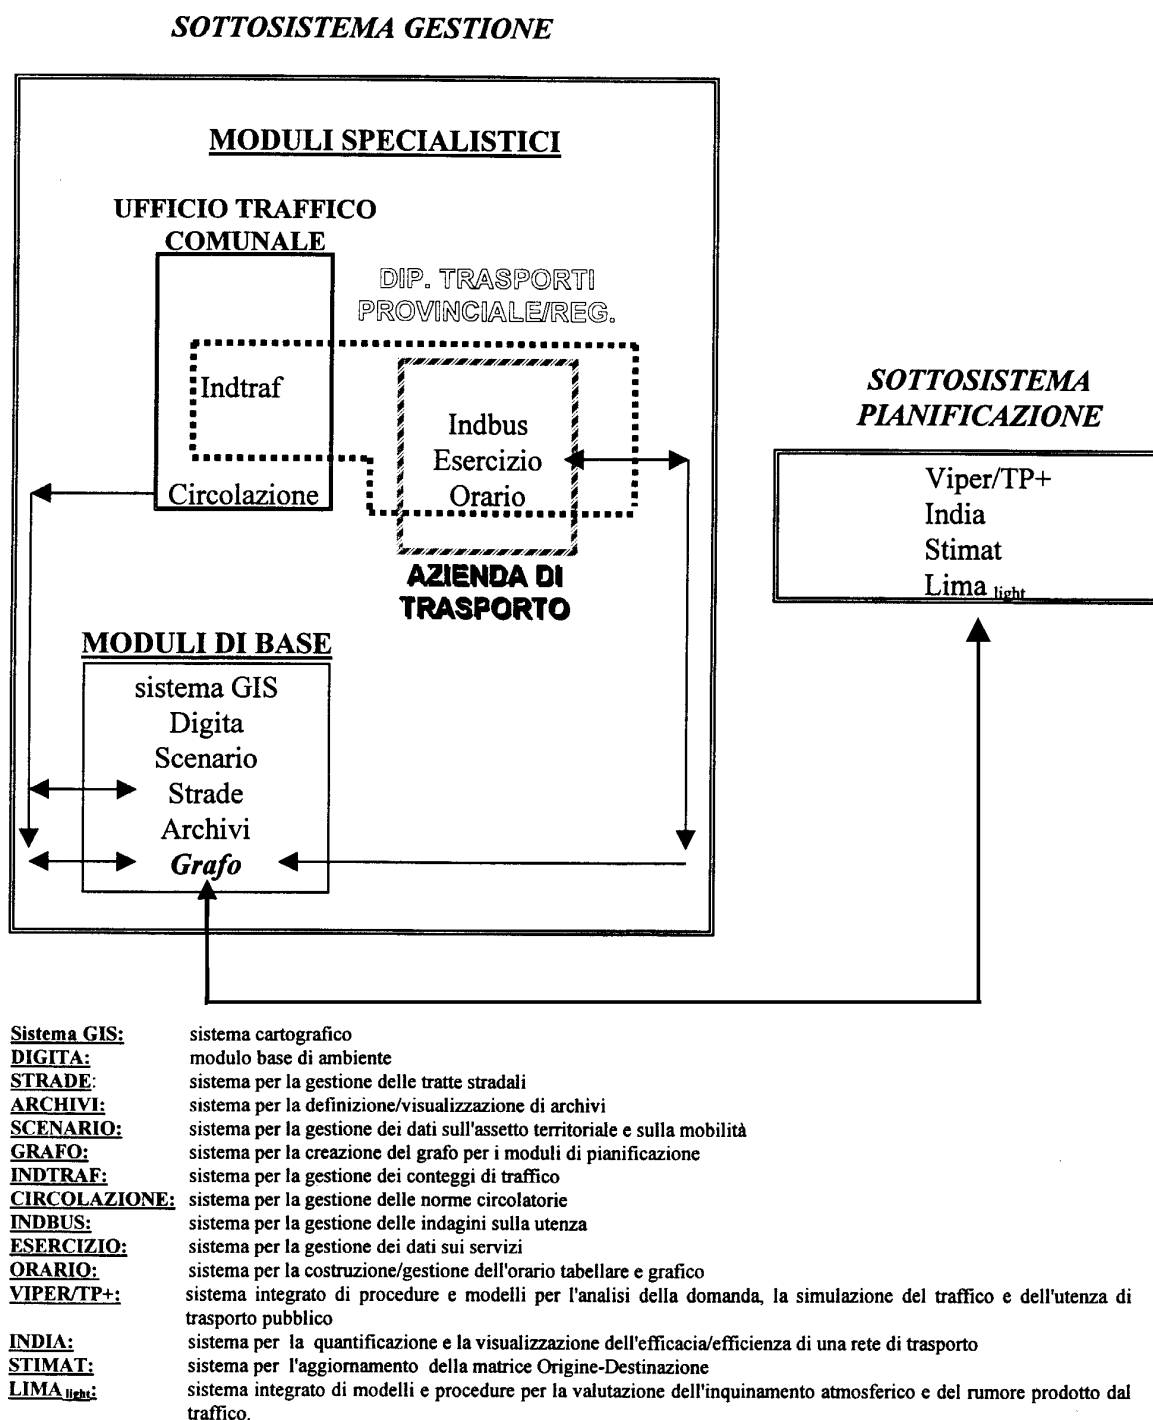 SOTTOSISTEMA GESTIONE
MODULI SPECIALISTICI
UFFICIO TRAFFICO
COMUNALE
DIP. TRASPORTI
PROVINCIALE/REG.
Indtraf
Circolazione
Indbus
Esercizio
Orario
AZIENDA DI
TRASPORTO
MODULI DI BASE
sistema GIS
Digita
Scenario
Strade
Archivi
Grafo
SOTTOSISTEMA
PIANIFICAZIONE
Viper/TP+
India
Stimat
Lima light
Sistema GIS: sistema cartografico
DIGITA: modulo base di ambiente
STRADE: sistema per la gestione delle tratte stradali
ARCHIVI: sistema per la definizione/visualizzazione di archivi
SCENARIO: sistema per la gestione dei dati sull'assetto territoriale e sulla mobilità
GRAFO: sistema per la creazione del grafo per i moduli di pianificazione
INDTRAF: sistema per la gestione dei conteggi di traffico
CIRCOLAZIONE: sistema per la gestione delle norme circolatorie
INDBUS: sistema per la gestione delle indagini sulla utenza
ESERCIZIO: sistema per la gestione dei dati sui servizi
ORARIO: sistema per la costruzione/gestione dell'orario tabellare e grafico
VIPER/TP+: sistema integrato di procedure e modelli per l'analisi della domanda, la simulazione del traffico e dell'utenza di
trasporto pubblico
INDIA: sistema per la quantificazione e la visualizzazione dell'efficacia/efficienza di una rete di trasporto
STIMAT: sistema per l'aggiornamento della matrice Origine-Destinazione
LIMA light: sistema integrato di modelli e procedure per la valutazione dell'inquinamento atmosferico e del rumore prodotto dal
traffico.